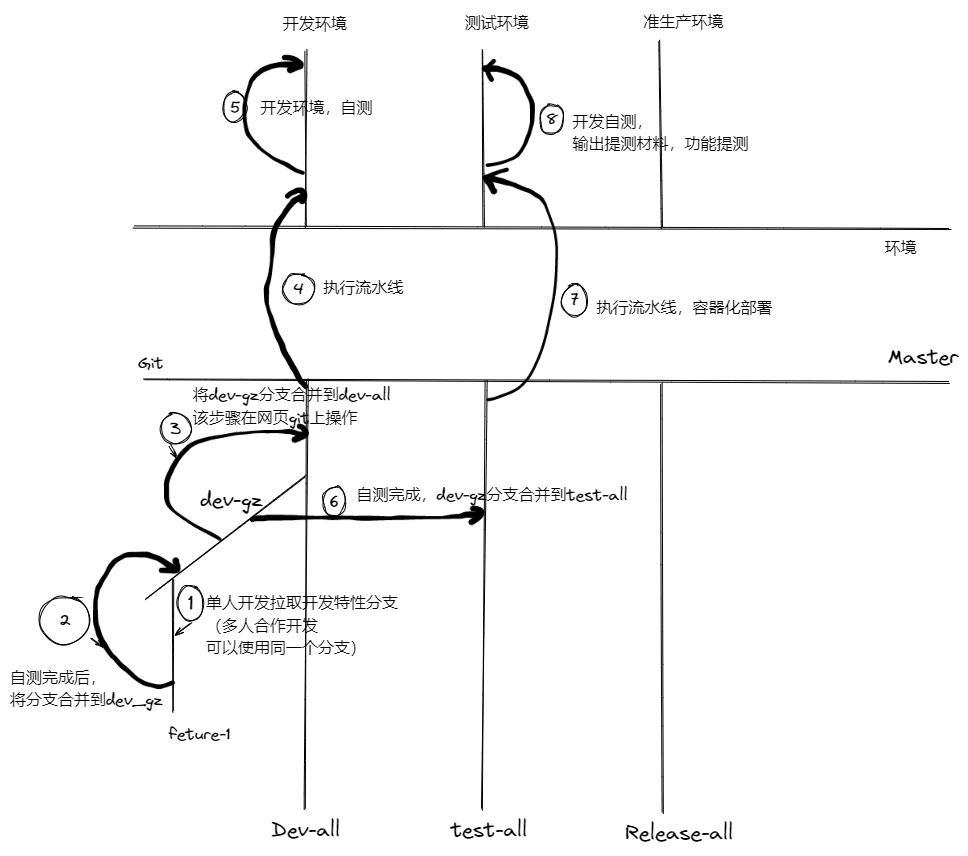 开发环境
测试环境
准生产环境
5
开发环境，自测
8
开发自测，
输出提测材料，功能提测
环境
4
执行流水线
7
执行流水线，容器化部署
Git
Master
将dev-gz分支合并到dev-all
该步骤在网页git上操作
3
dev-gz
6
自测完成，dev-gz分支合并到test-all
1
单人开发拉取开发特性分支
（多人合作开发
可以使用同一个分支）
2
自测完成后，
将分支合并到dev_gz
feture-1
Dev-all
test-all
Release-all